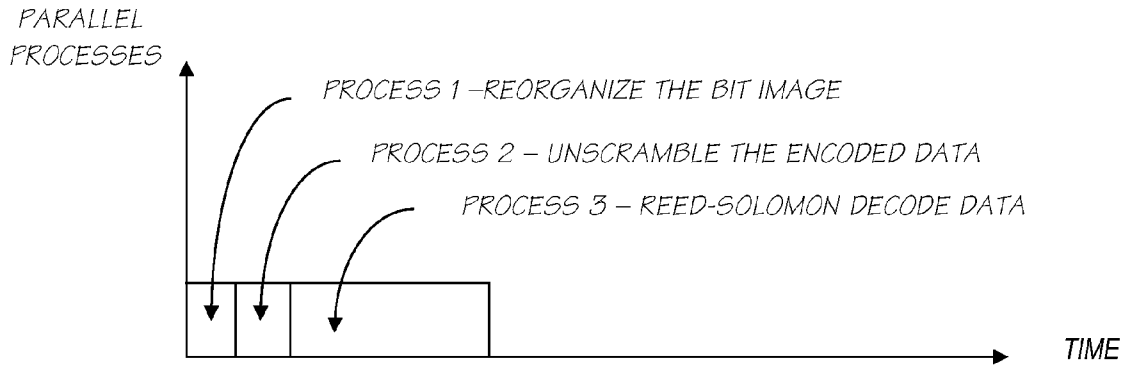 PARALLEL
PROCESSES
PROCESS 1 –REORGANIZE THE BIT IMAGE
PROCESS 2 – UNSCRAMBLE THE ENCODED DATA
PROCESS 3 – REED-SOLOMON DECODE DATA
TIME